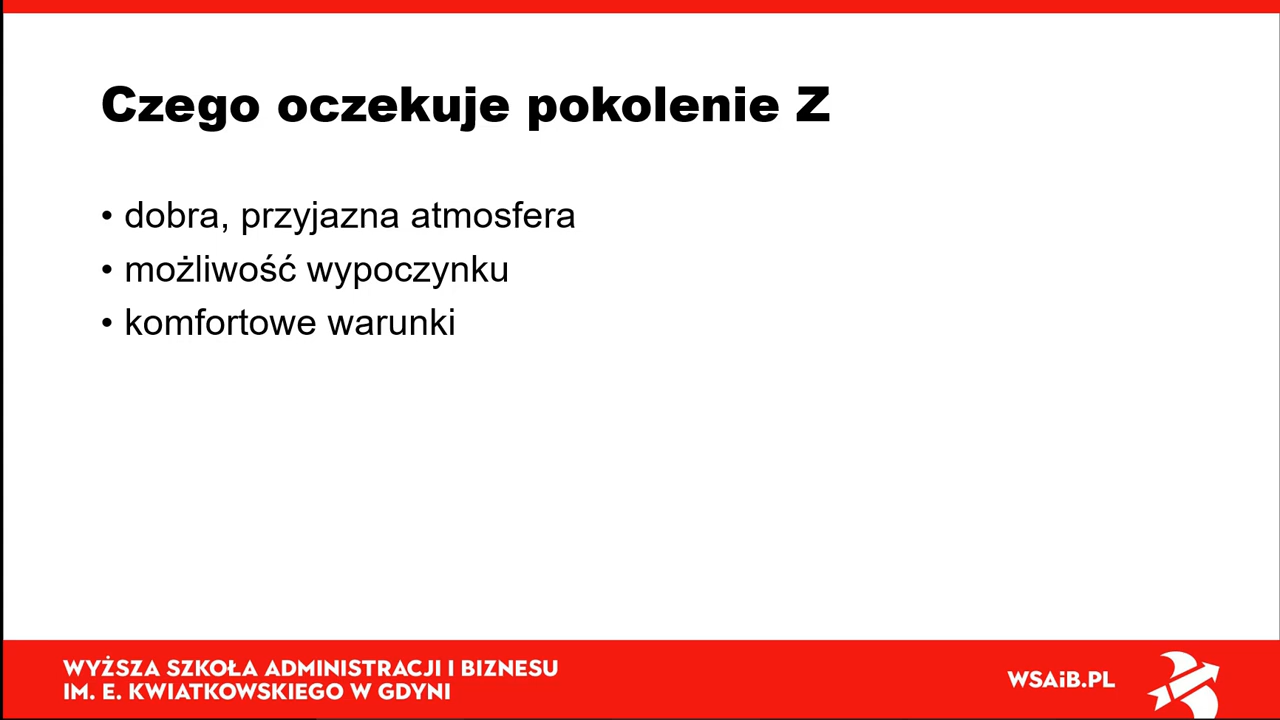 Czego oczekuje pokolenie Z
• dobra, przyjazna atmosfera
• możliwość wypoczynku
• komfortowe warunki
WYŻSZA SZKOŁA ADMINISTRACJI I BIZNESU
IM. E. KWIATKOWSKIEGO W GDYNI
WSAiB.PL